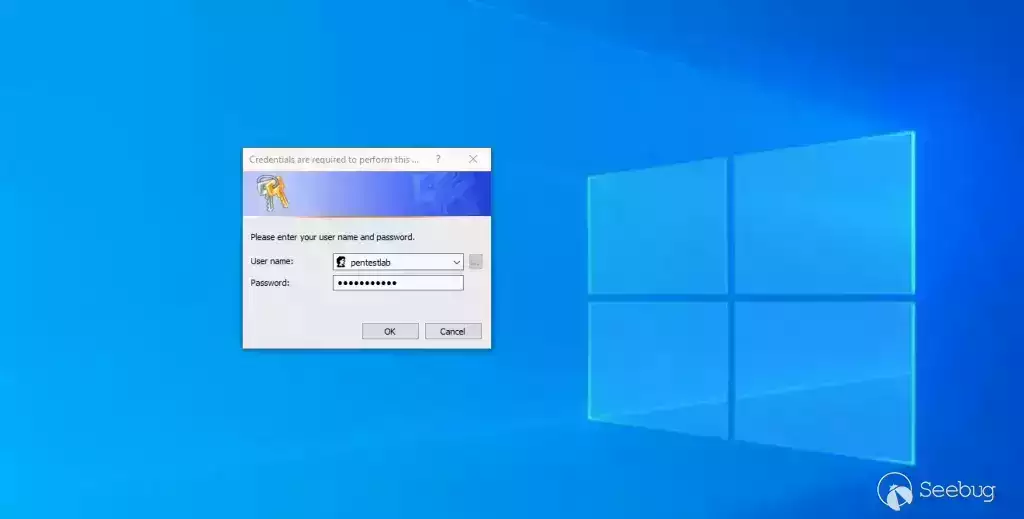 Credentials are required to perform this ...
?
Please enter your user name and password.
User name:
pentestlab
...
Password:
•••••••••••
OK
Cancel
Seebug